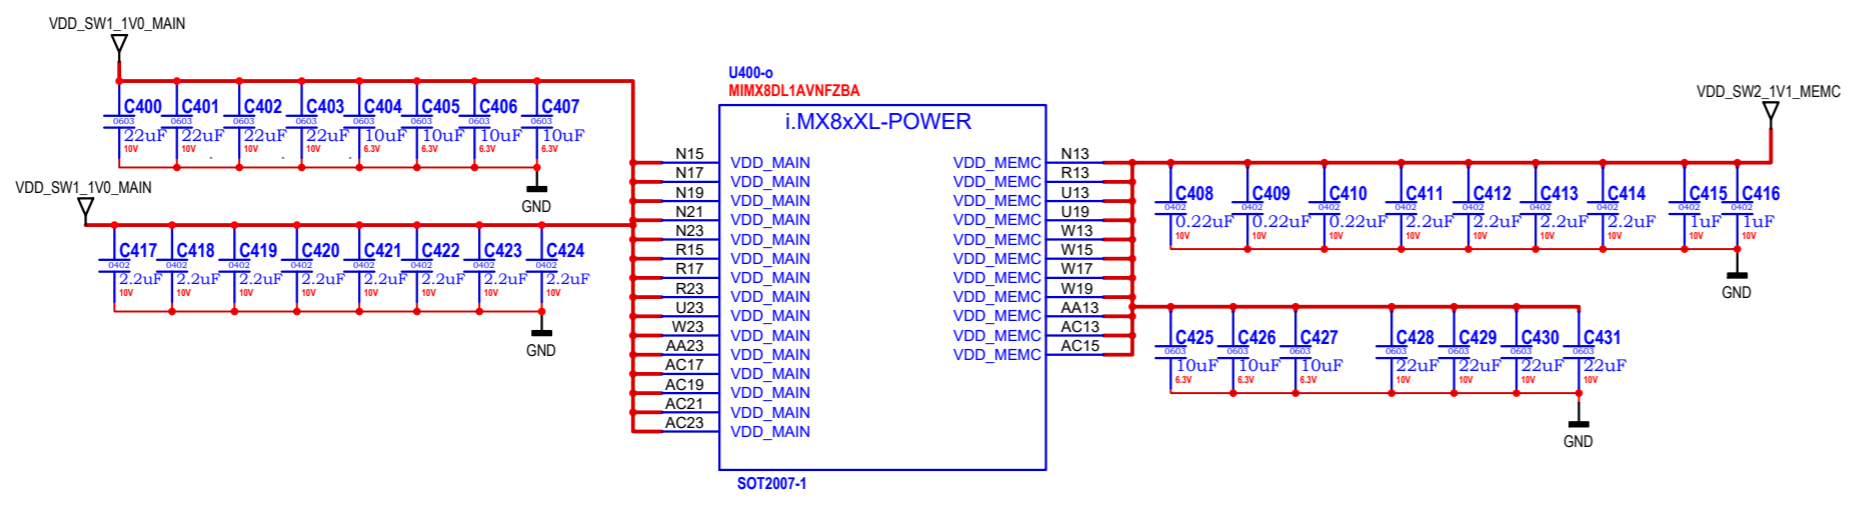 VDD_SW1_1V0_MAIN
C400 C401 C402 C403 C404 C405 C406 C407
0603 0603 0603 0603 0603 0603 0603 0603
22uF 22uF 22uF 22uF 10uF 10uF 10uF 10uF
10V 10V 10V 10V 6.3V 6.3V 6.3V 6.3V
GND
VDD_SW1_1V0_MAIN
C417 C418 C419 C420 C421 C422 C423 C424
0402 0402 0402 0402 0402 0402 0402 0402
2.2uF 2.2uF 2.2uF 2.2uF 2.2uF 2.2uF 2.2uF 2.2uF
10V 10V 10V 10V 10V 10V 10V 10V
GND
U400-o
MIMX8DL1AVNFZBA
i.MX8xXL-POWER
N15 VDD_MAIN VDD_MEMC N13
N17 VDD_MAIN VDD_MEMC R13
N19 VDD_MAIN VDD_MEMC U13
N21 VDD_MAIN VDD_MEMC U19
N23 VDD_MAIN VDD_MEMC W13
R15 VDD_MAIN VDD_MEMC W15
R17 VDD_MAIN VDD_MEMC W17
R23 VDD_MAIN VDD_MEMC W19
U23 VDD_MAIN VDD_MEMC AA13
W23 VDD_MAIN VDD_MEMC AC13
AA23 VDD_MAIN VDD_MEMC AC15
AC17 VDD_MAIN
AC19 VDD_MAIN
AC21 VDD_MAIN
AC23 VDD_MAIN
SOT2007-1
VDD_SW2_1V1_MEMC
C408 C409 C410 C411 C412 C413 C414 C415 C416
0402 0402 0402 0402 0402 0402 0402 0402 0402
0.22uF 0.22uF 0.22uF 2.2uF 2.2uF 2.2uF 2.2uF 1uF 1uF
10V 10V 10V 10V 10V 10V 10V 10V 10V
GND
C425 C426 C427 C428 C429 C430 C431
0603 0603 0603 0603 0603 0603 0603
10uF 10uF 10uF 22uF 22uF 22uF 22uF
6.3V 6.3V 6.3V 10V 10V 10V 10V
GND